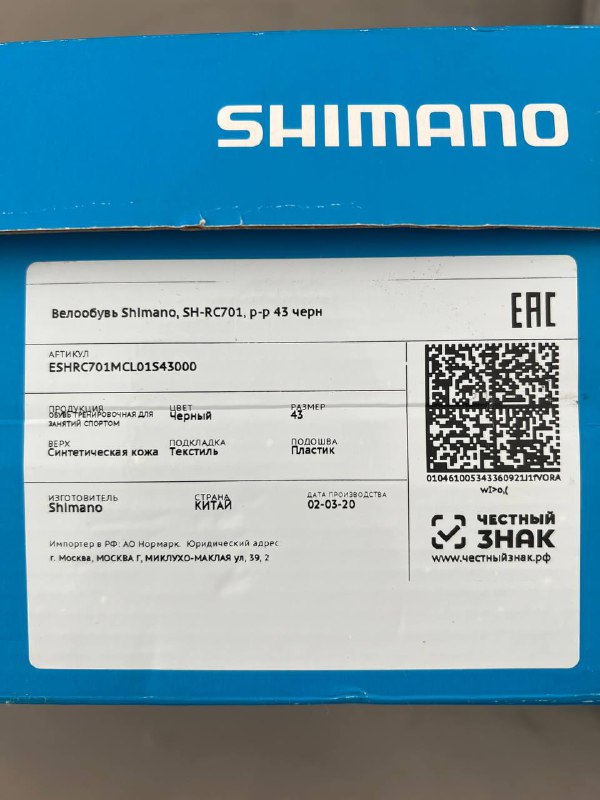 SHIMANO
Велообувь Shimano, SH-RC701, р-р 43 черн
EAC
АРТИКУЛ
ESHRC701MCL01S43000
ПРОДУКЦИЯ
ОБУВЬ ТРЕНИРОВОЧНАЯ ДЛЯ
ЗАНЯТИЙ СПОРТОМ
ЦВЕТ
Черный
РАЗМЕР
43
ВЕРХ
Синтетическая кожа
ПОДКЛАДКА
Текстиль
ПОДОШВА
Пластик
ИЗГОТОВИТЕЛЬ
Shimano
СТРАНА
КИТАЙ
ДАТА ПРОИЗВОДСТВА
02-03-20
Импортер в РФ: АО Нормарк. Юридический адрес
г. Москва, МОСКВА Г, МИКЛУХО-МАКЛАЯ ул, 39, 2
010461005343360921J1fVORA
wI>o,(
ЧЕСТНЫЙ
ЗНАК
www.честныйзнак.рф